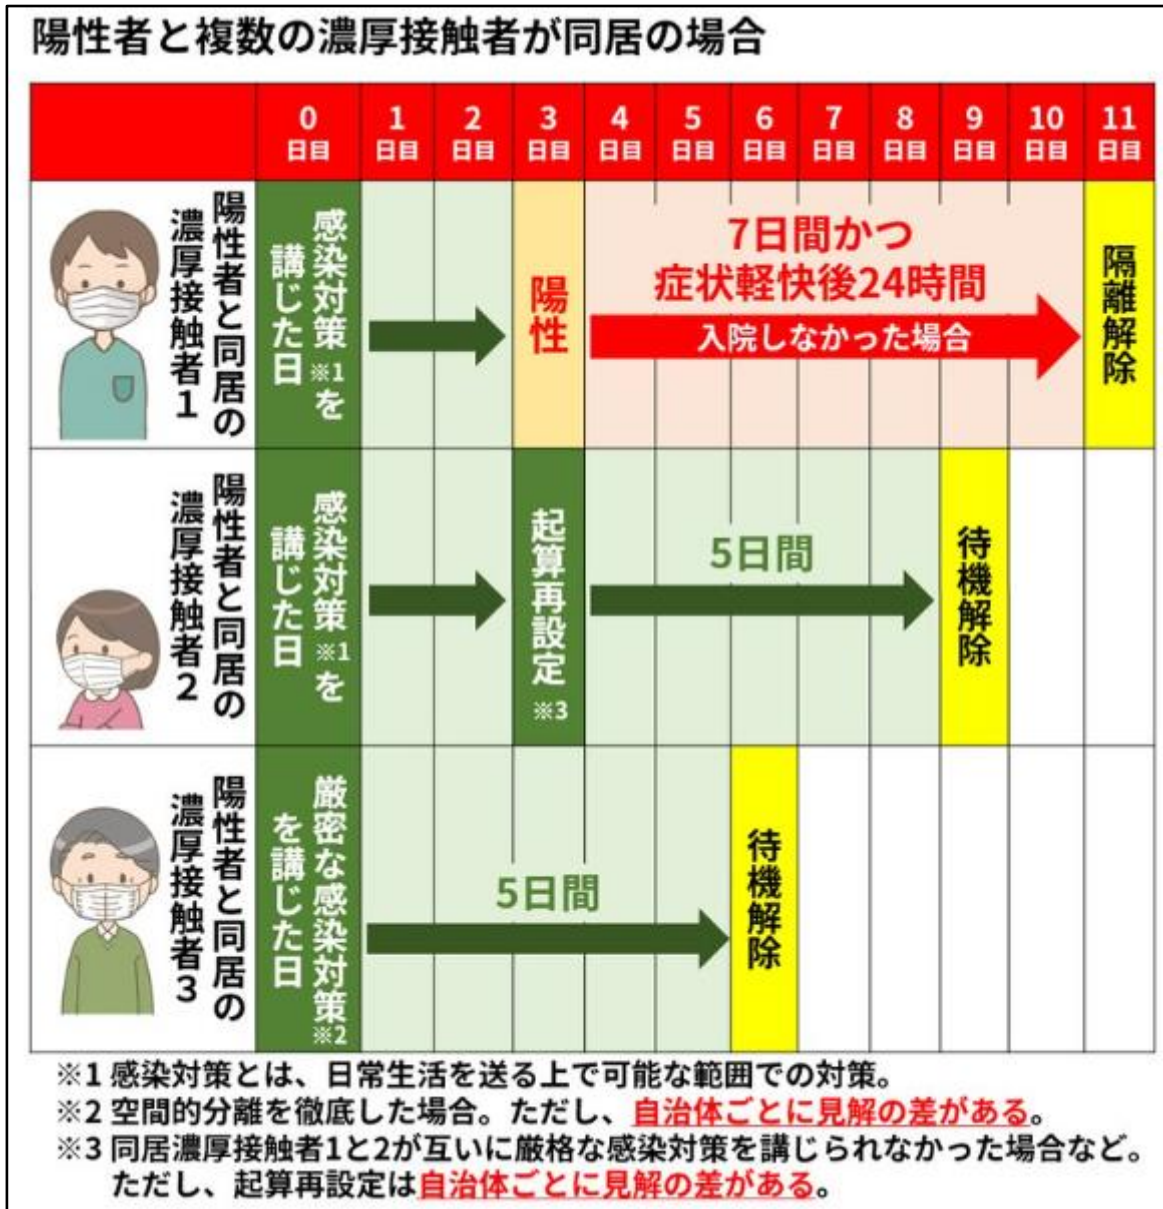 陽性者と複数の濃厚接触者が同居の場合
0日目
1日目
2日目
3日目
4日目
5日目
6日目
7日目
8日目
9日目
10日目
11日目
陽性者と同居の
濃厚接触者1
感染対策※1を
講じた日
陽性
7日間かつ
症状軽快後24時間
入院しなかった場合
隔離解除
陽性者と同居の
濃厚接触者2
感染対策※1を
講じた日
起算再設定※3
5日間
待機解除
陽性者と同居の
濃厚接触者3
厳密な感染対策※2
を講じた日
5日間
待機解除
※1 感染対策とは、日常生活を送る上で可能な範囲での対策。
※2 空間的分離を徹底した場合。ただし、自治体ごとに見解の差がある。
※3 同居濃厚接触者1と2が互いに厳格な感染対策を講じられなかった場合など。
ただし、起算再設定は自治体ごとに見解の差がある。